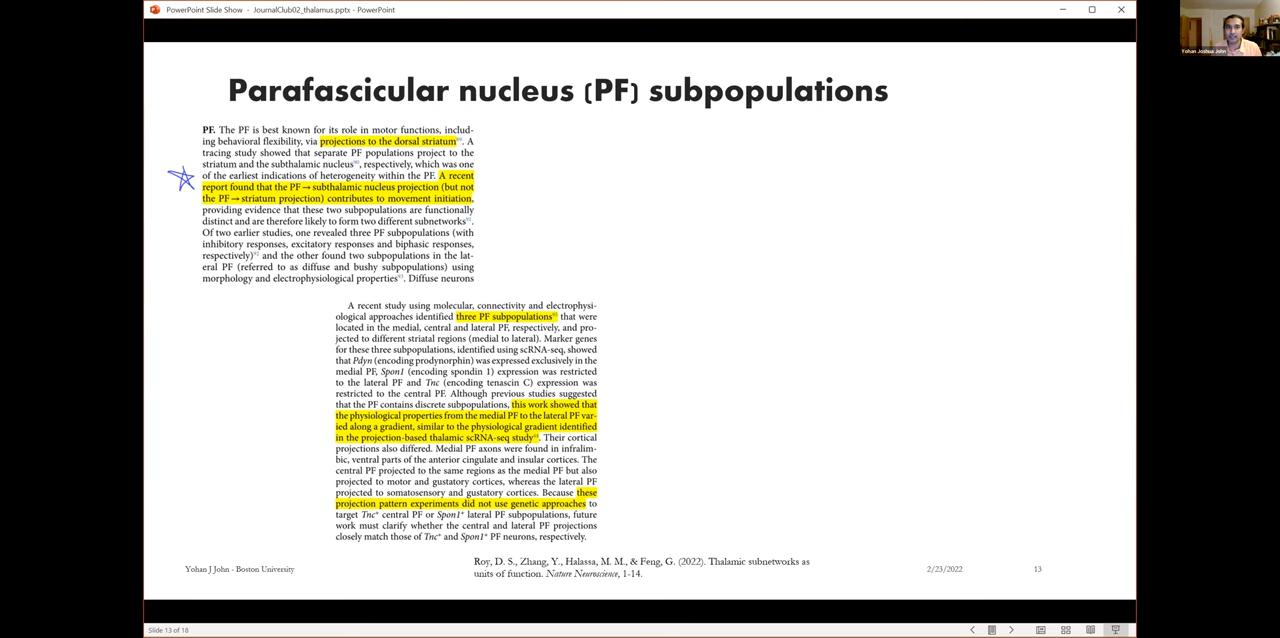 PowerPoint Slide Show - JournalClub02_thalamus.pptx - PowerPoint
Yohan Joshua John
Parafascicular nucleus (PF) subpopulations
PF. The PF is best known for its role in motor functions, includ-
ing behavioral flexibility, via projections to the dorsal striatum. A
tracing study showed that separate PF populations project to the
striatum and the subthalamic nucleus, respectively, which was one
of the earliest indications of heterogeneity within the PF. A recent
report found that the PF→subthalamic nucleus projection (but not
the PF→striatum projection) contributes to movement initiation,
providing evidence that these two subpopulations are functionally
distinct and are therefore likely to form two different subnetworks.
Of two earlier studies, one revealed three PF subpopulations (with
inhibitory responses, excitatory responses and biphasic responses,
respectively) and the other found two subpopulations in the lat-
eral PF (referred to as diffuse and bushy subpopulations) using
morphology and electrophysiological properties. Diffuse neurons
A recent study using molecular, connectivity and electrophysi-
ological approaches identified three PF subpopulations that were
located in the medial, central and lateral PF, respectively, and pro-
jected to different striatal regions (medial to lateral). Marker genes
for these three subpopulations, identified using scRNA-seq, showed
that Pdyn (encoding prodynorphin) was expressed exclusively in the
medial PF, Spon1 (encoding spondin 1) expression was restricted
to the lateral PF and Tnc (encoding tenascin C) expression was
restricted to the central PF. Although previous studies suggested
that the PF contains discrete subpopulations, this work showed that
the physiological properties from the medial PF to the lateral PF var-
ied along a gradient, similar to the physiological gradient identified
in the projection-based thalamic scRNA-seq study. Their cortical
projections also differed. Medial PF axons were found in infralim-
bic, ventral parts of the anterior cingulate and insular cortices. The
central PF projected to the same regions as the medial PF but also
projected to motor and gustatory cortices, whereas the lateral PF
projected to somatosensory and gustatory cortices. Because these
projection pattern experiments did not use genetic approaches to
target Tnc⁺ central PF or Spon1⁺ lateral PF subpopulations, future
work must clarify whether the central and lateral PF projections
closely match those of Tnc⁺ and Spon1⁺ PF neurons, respectively.
Roy, D. S., Zhang, Y., Halassa, M. M., & Feng, G. (2022). Thalamic subnetworks as
units of function. Nature Neuroscience, 1-14.
Yohan J John - Boston University
2/23/2022
13
Slide 13 of 18